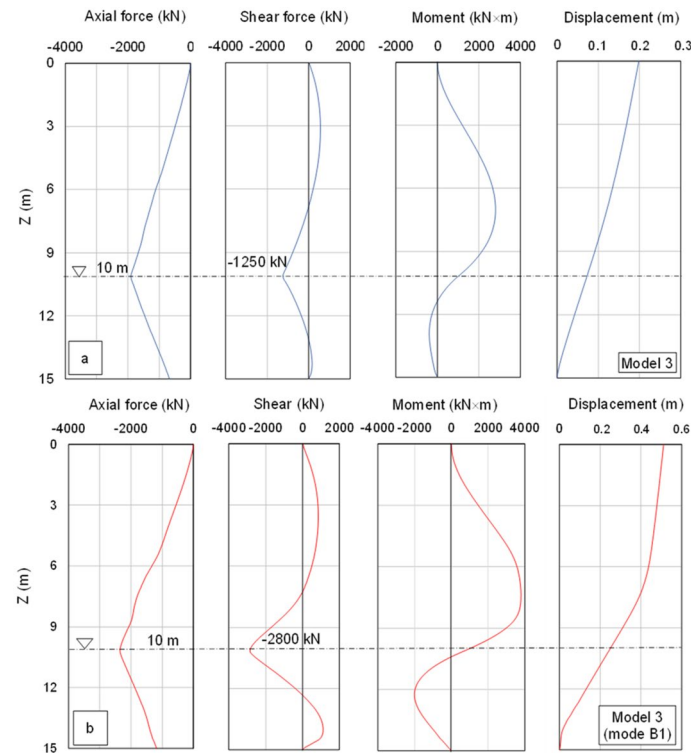 Axial force (kN) Shear force (kN) Moment (kN×m) Displacement (m)
-4000 -2000 0 -4000 -2000 0 2000 -2000 0 2000 4000 0 0.1 0.2 0.3
0
3
6
9
12
15
Z (m)
10 m
-1250 kN
a
Model 3
Axial force (kN) Shear (kN) Moment (kN×m) Displacement (m)
-4000 -2000 0 -4000 -2000 0 2000 -4000 -2000 0 2000 4000 0 0.2 0.4 0.6
0
3
6
9
12
15
Z (m)
10 m
-2800 kN
b
Model 3
(mode B1)